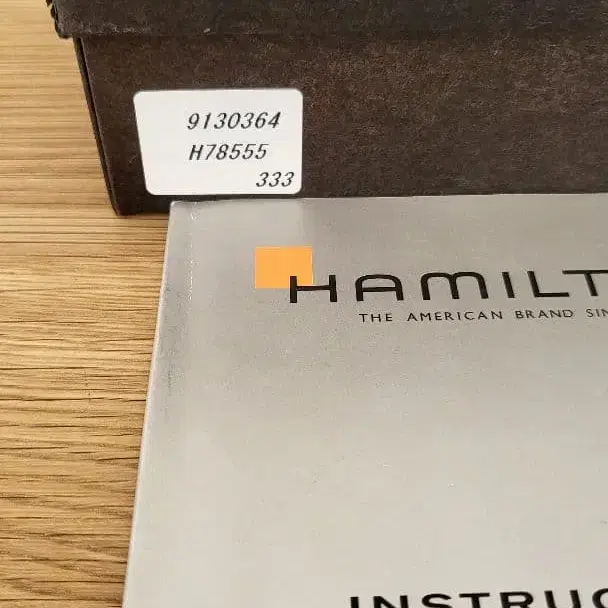 9130364
H78555
333
HAMILT
THE AMERICAN BRAND SIN
INSTRUC